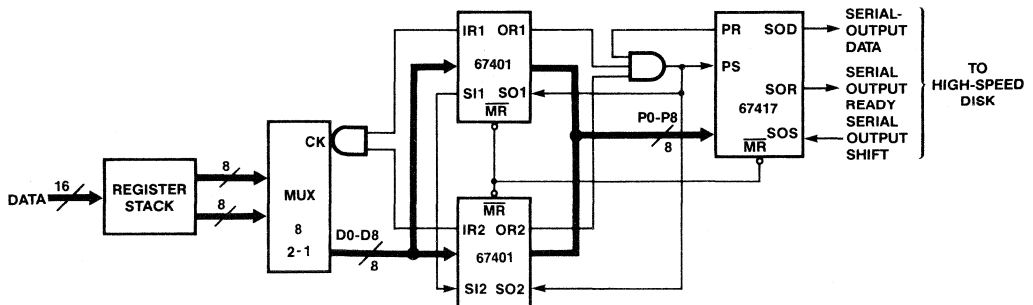 DATA
16
REGISTER
STACK
8
8
CK
MUX
8
2-1
D0-D8
8
IR1 OR1
67401
SI1 SO1
MR
MR
IR2 OR2
67401
SI2 SO2
P0-P8
8
PR SOD
PS
SOR
67417
SOS
MR
SERIAL-
OUTPUT
DATA
SERIAL
OUTPUT
READY
SERIAL
OUTPUT
SHIFT
TO
HIGH-SPEED
DISK